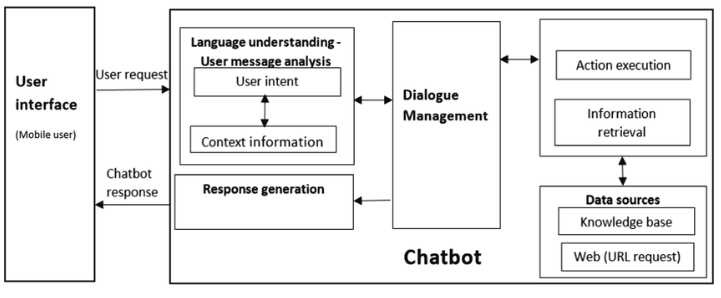 User
interface
(Mobile user)
User request
Chatbot
response
Language understanding -
User message analysis
User intent
Context information
Response generation
Dialogue
Management
Action execution
Information
retrieval
Data sources
Knowledge base
Web (URL request)
Chatbot